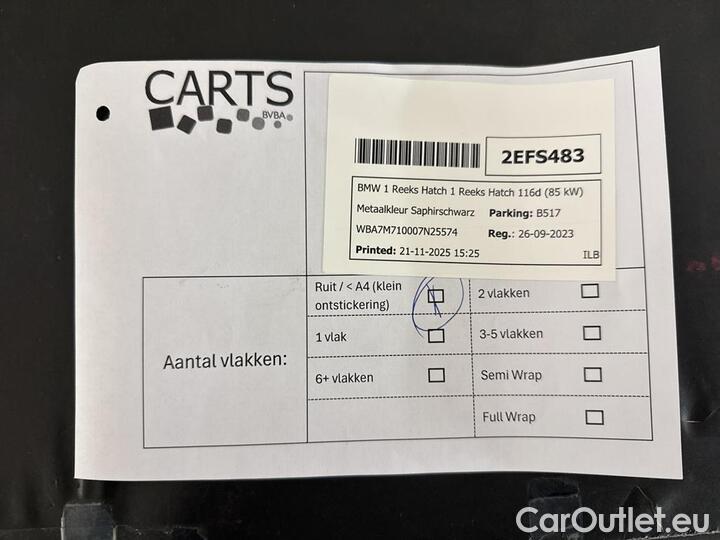 CARTS
BVBA
2EFS483
BMW 1 Reeks Hatch 1 Reeks Hatch 116d (85 kW)
Metaalkleur Saphirschwarz Parking: B517
WBA7M710007N25574 Reg.: 26-09-2023
Printed: 21-11-2025 15:25 ILB
Aantal vlakken:
Ruit / < A4 (klein
ontstickering)
2 vlakken
1 vlak
3-5 vlakken
6+ vlakken
Semi Wrap
Full Wrap
CarOutlet.eu